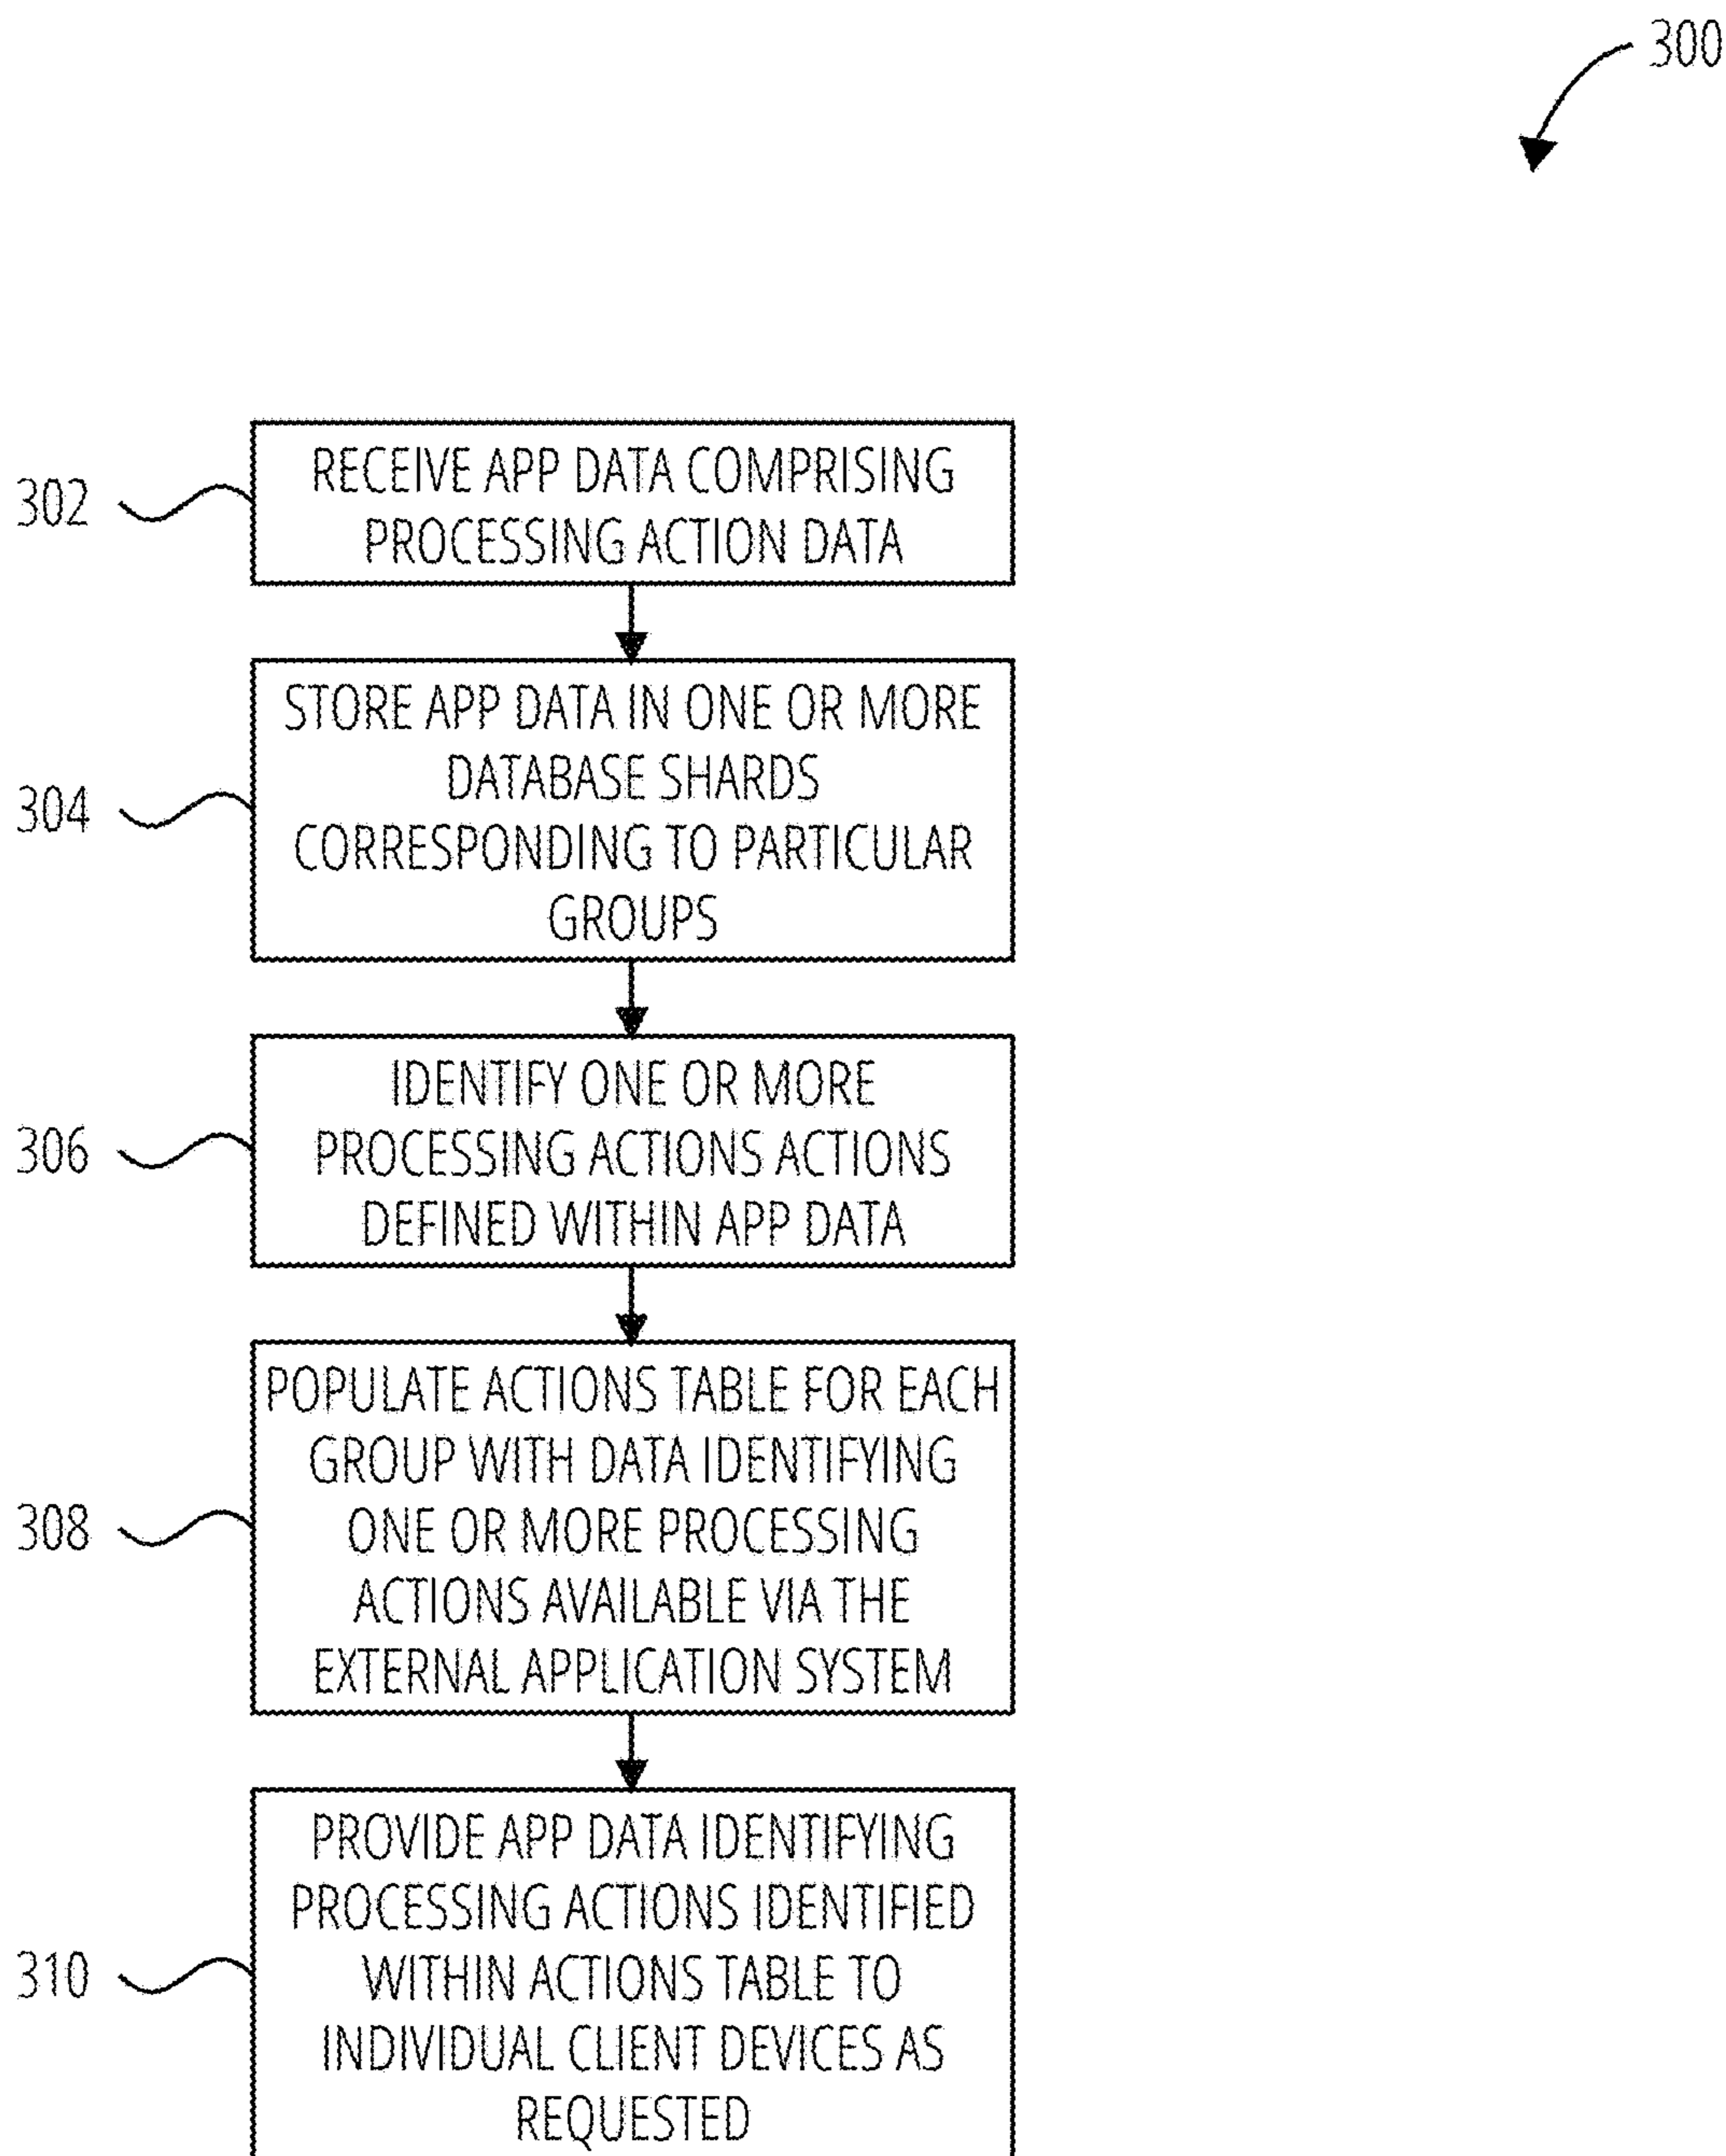 300
302
RECEIVE APP DATA COMPRISING
PROCESSING ACTION DATA
304
STORE APP DATA IN ONE OR MORE
DATABASE SHARDS
CORRESPONDING TO PARTICULAR
GROUPS
306
IDENTIFY ONE OR MORE
PROCESSING ACTIONS ACTIONS
DEFINED WITHIN APP DATA
308
POPULATE ACTIONS TABLE FOR EACH
GROUP WITH DATA IDENTIFYING
ONE OR MORE PROCESSING
ACTIONS AVAILABLE VIA THE
EXTERNAL APPLICATION SYSTEM
310
PROVIDE APP DATA IDENTIFYING
PROCESSING ACTIONS IDENTIFIED
WITHIN ACTIONS TABLE TO
INDIVIDUAL CLIENT DEVICES AS
REQUESTED